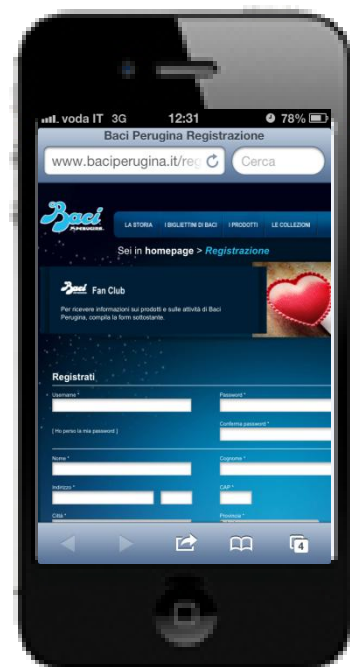 voda IT 3G 12:31 78%
Baci Perugina Registrazione
www.baciperugina.it/reg Cerca
Baci
PERUGINA
LA STORIA I BIGLIETTINI DI BACI I PRODOTTI LE COLLEZIONI
Sei in homepage > Registrazione
Baci Fan Club
Per ricevere informazioni sui prodotti e sulle attività di Baci
Perugina, compila la form sottostante.
Registrati
Username * Password *
[ Ho perso la mia password ] Conferma password *
Nome * Cognome *
Indirizzo * CAP *
Città * Provincia *
4